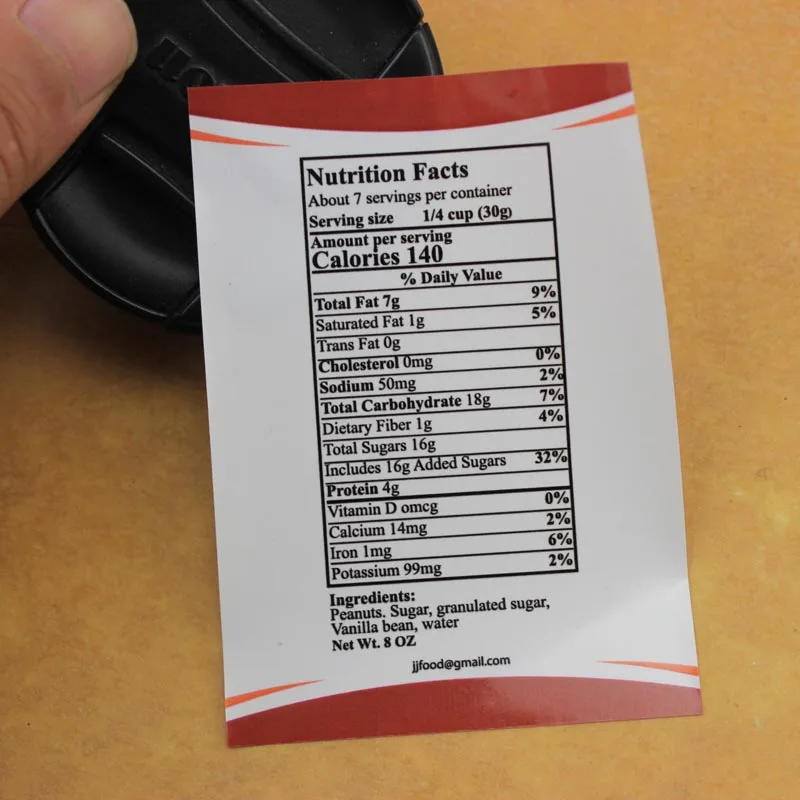 Nutrition Facts
About 7 servings per container
Serving size 1/4 cup (30g)
Amount per serving
Calories 140
% Daily Value
Total Fat 7g 9%
Saturated Fat 1g 5%
Trans Fat 0g
Cholesterol 0mg 0%
Sodium 50mg 2%
Total Carbohydrate 18g 7%
Dietary Fiber 1g 4%
Total Sugars 16g
Includes 16g Added Sugars 32%
Protein 4g
Vitamin D omcg 0%
Calcium 14mg 2%
Iron 1mg 6%
Potassium 99mg 2%
Ingredients:
Peanuts. Sugar, granulated sugar,
Vanilla bean, water
Net Wt. 8 OZ
jjfood@gmail.com